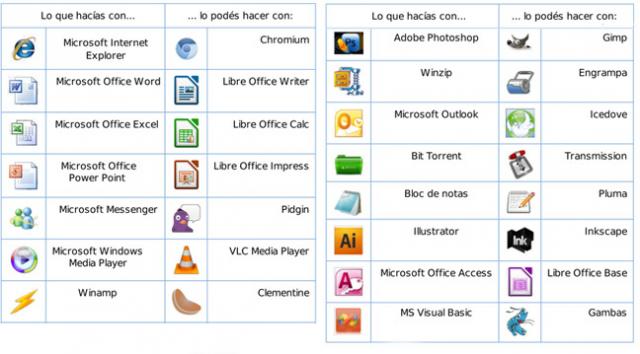 Lo que hacías con...
... lo podés hacer con:
Microsoft Internet
Explorer
Chromium
Microsoft Office Word
Libre Office Writer
Microsoft Office Excel
Libre Office Calc
Microsoft Office
Power Point
Libre Office Impress
Microsoft Messenger
Pidgin
Microsoft Windows
Media Player
VLC Media Player
Winamp
Clementine
Lo que hacías con...
... lo podés hacer con:
Adobe Photoshop
Gimp
Winzip
Engrampa
Microsoft Outlook
Icedove
Bit Torrent
Transmission
Bloc de notas
Pluma
Ai
Illustrator
Ink
Inkscape
Microsoft Office Access
Libre Office Base
MS Visual Basic
Gambas